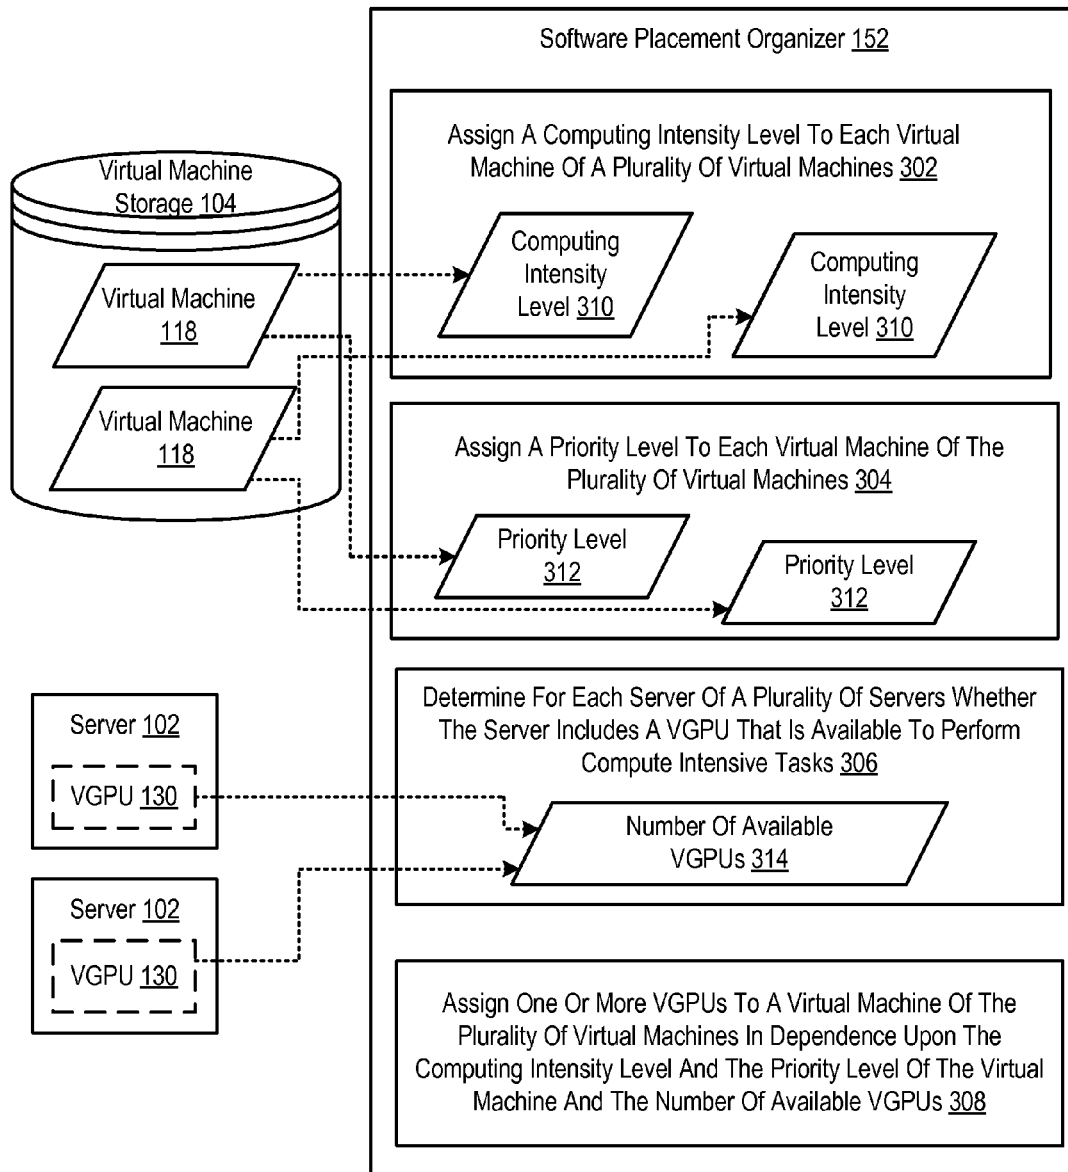 Software Placement Organizer 152
Assign A Computing Intensity Level To Each Virtual
Machine Of A Plurality Of Virtual Machines 302
Virtual Machine
Storage 104
Virtual Machine
118
Virtual Machine
118
Computing
Intensity
Level 310
Computing
Intensity
Level 310
Assign A Priority Level To Each Virtual Machine Of The
Plurality Of Virtual Machines 304
Priority Level
312
Priority Level
312
Determine For Each Server Of A Plurality Of Servers Whether
The Server Includes A VGPU That Is Available To Perform
Compute Intensive Tasks 306
Server 102
VGPU 130
Number Of Available
VGPUs 314
Server 102
VGPU 130
Assign One Or More VGPUs To A Virtual Machine Of The
Plurality Of Virtual Machines In Dependence Upon The
Computing Intensity Level And The Priority Level Of The Virtual
Machine And The Number Of Available VGPUs 308